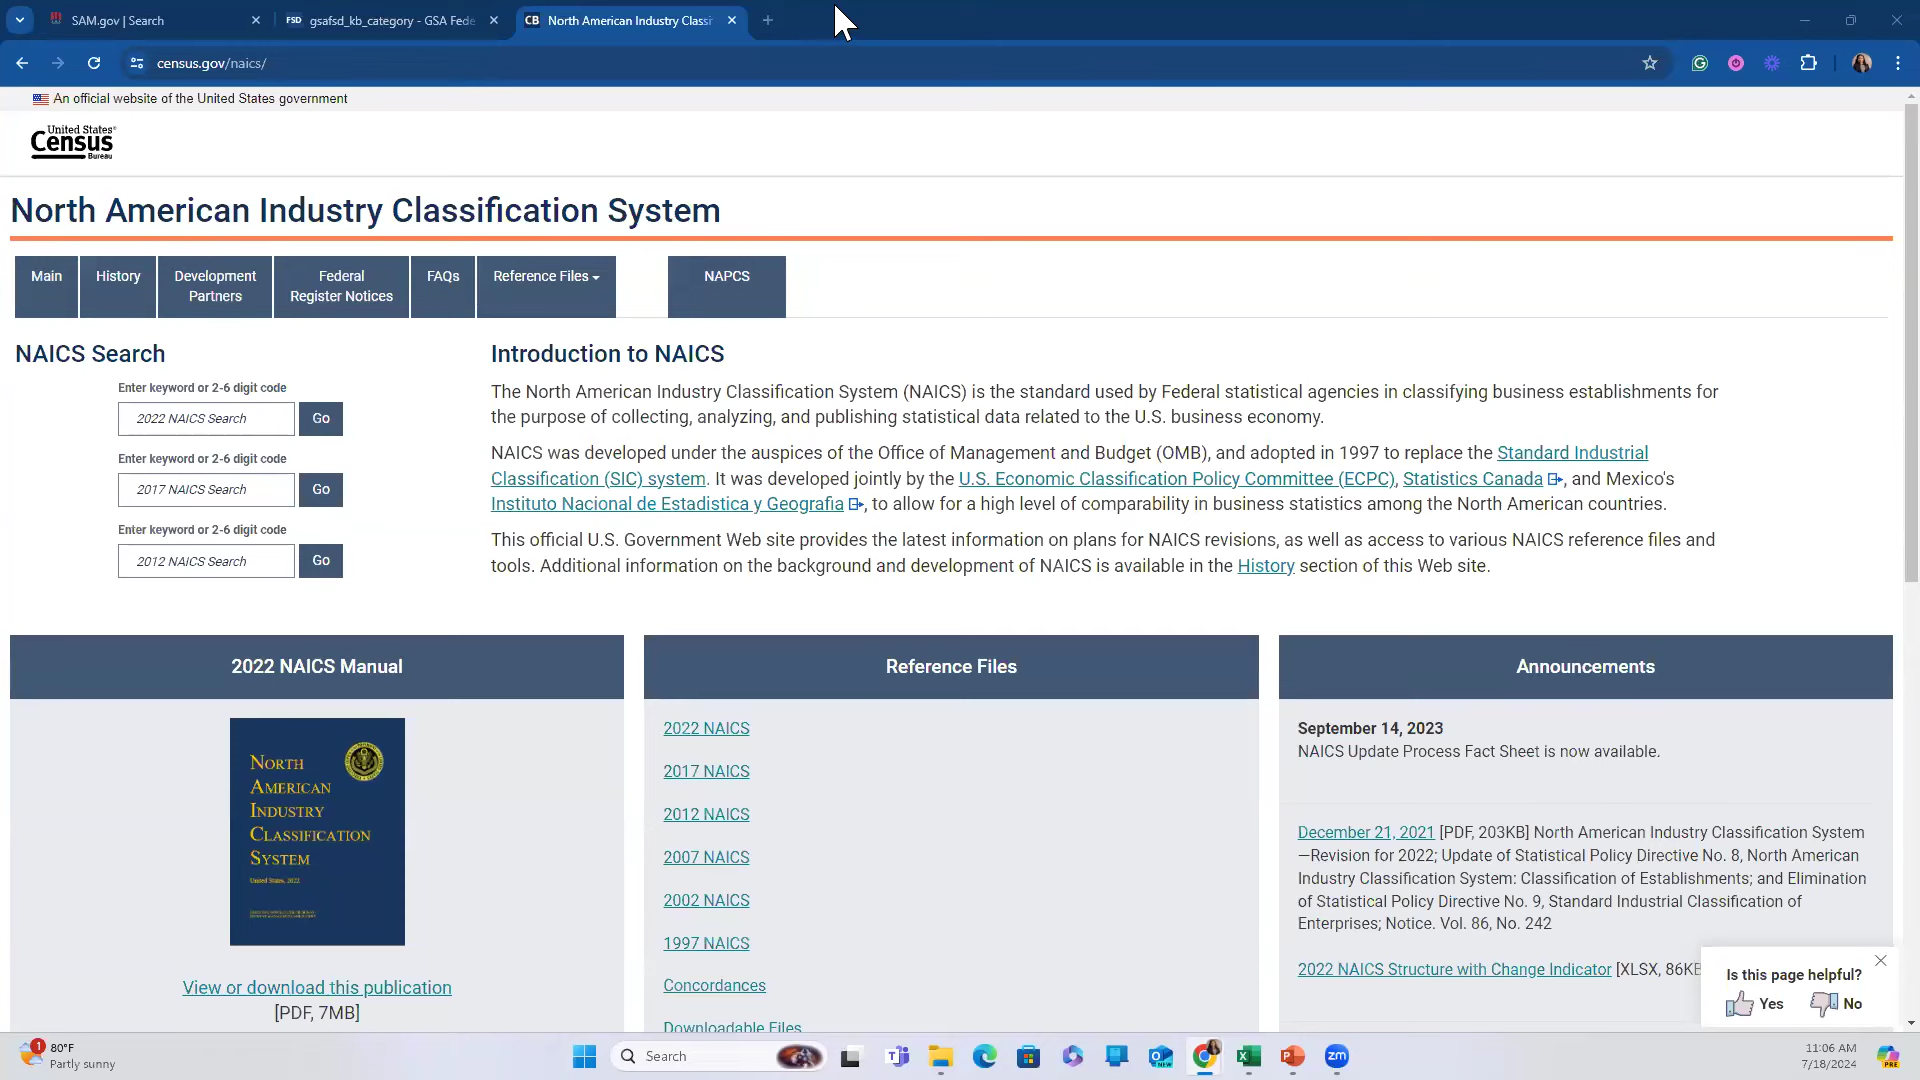 SAM.gov | Search
FSD gsafsd_kb_category - GSA Fede
CB North American Industry Classif
census.gov/naics/
An official website of the United States government
United States®
Census
Bureau
North American Industry Classification System
Main
History
Development
Partners
Federal
Register Notices
FAQs
Reference Files
NAPCS
NAICS Search
Enter keyword or 2-6 digit code
2022 NAICS Search Go
Enter keyword or 2-6 digit code
2017 NAICS Search Go
Enter keyword or 2-6 digit code
2012 NAICS Search Go
Introduction to NAICS
The North American Industry Classification System (NAICS) is the standard used by Federal statistical agencies in classifying business establishments for
the purpose of collecting, analyzing, and publishing statistical data related to the U.S. business economy.
NAICS was developed under the auspices of the Office of Management and Budget (OMB), and adopted in 1997 to replace the Standard Industrial
Classification (SIC) system. It was developed jointly by the U.S. Economic Classification Policy Committee (ECPC), Statistics Canada, and Mexico's
Instituto Nacional de Estadistica y Geografia, to allow for a high level of comparability in business statistics among the North American countries.
This official U.S. Government Web site provides the latest information on plans for NAICS revisions, as well as access to various NAICS reference files and
tools. Additional information on the background and development of NAICS is available in the History section of this Web site.
2022 NAICS Manual
NORTH
AMERICAN
INDUSTRY
CLASSIFICATION
SYSTEM
United States, 2022
View or download this publication
[PDF, 7MB]
Reference Files
2022 NAICS
2017 NAICS
2012 NAICS
2007 NAICS
2002 NAICS
1997 NAICS
Concordances
Downloadable Files
Announcements
September 14, 2023
NAICS Update Process Fact Sheet is now available.
December 21, 2021 [PDF, 203KB] North American Industry Classification System
—Revision for 2022; Update of Statistical Policy Directive No. 8, North American
Industry Classification System: Classification of Establishments; and Elimination
of Statistical Policy Directive No. 9, Standard Industrial Classification of
Enterprises; Notice. Vol. 86, No. 242
2022 NAICS Structure with Change Indicator [XLSX, 86KB
Is this page helpful?
Yes No
1
80°F
Partly sunny
Search
NEW
zm
11:06 AM
7/18/2024
PRE